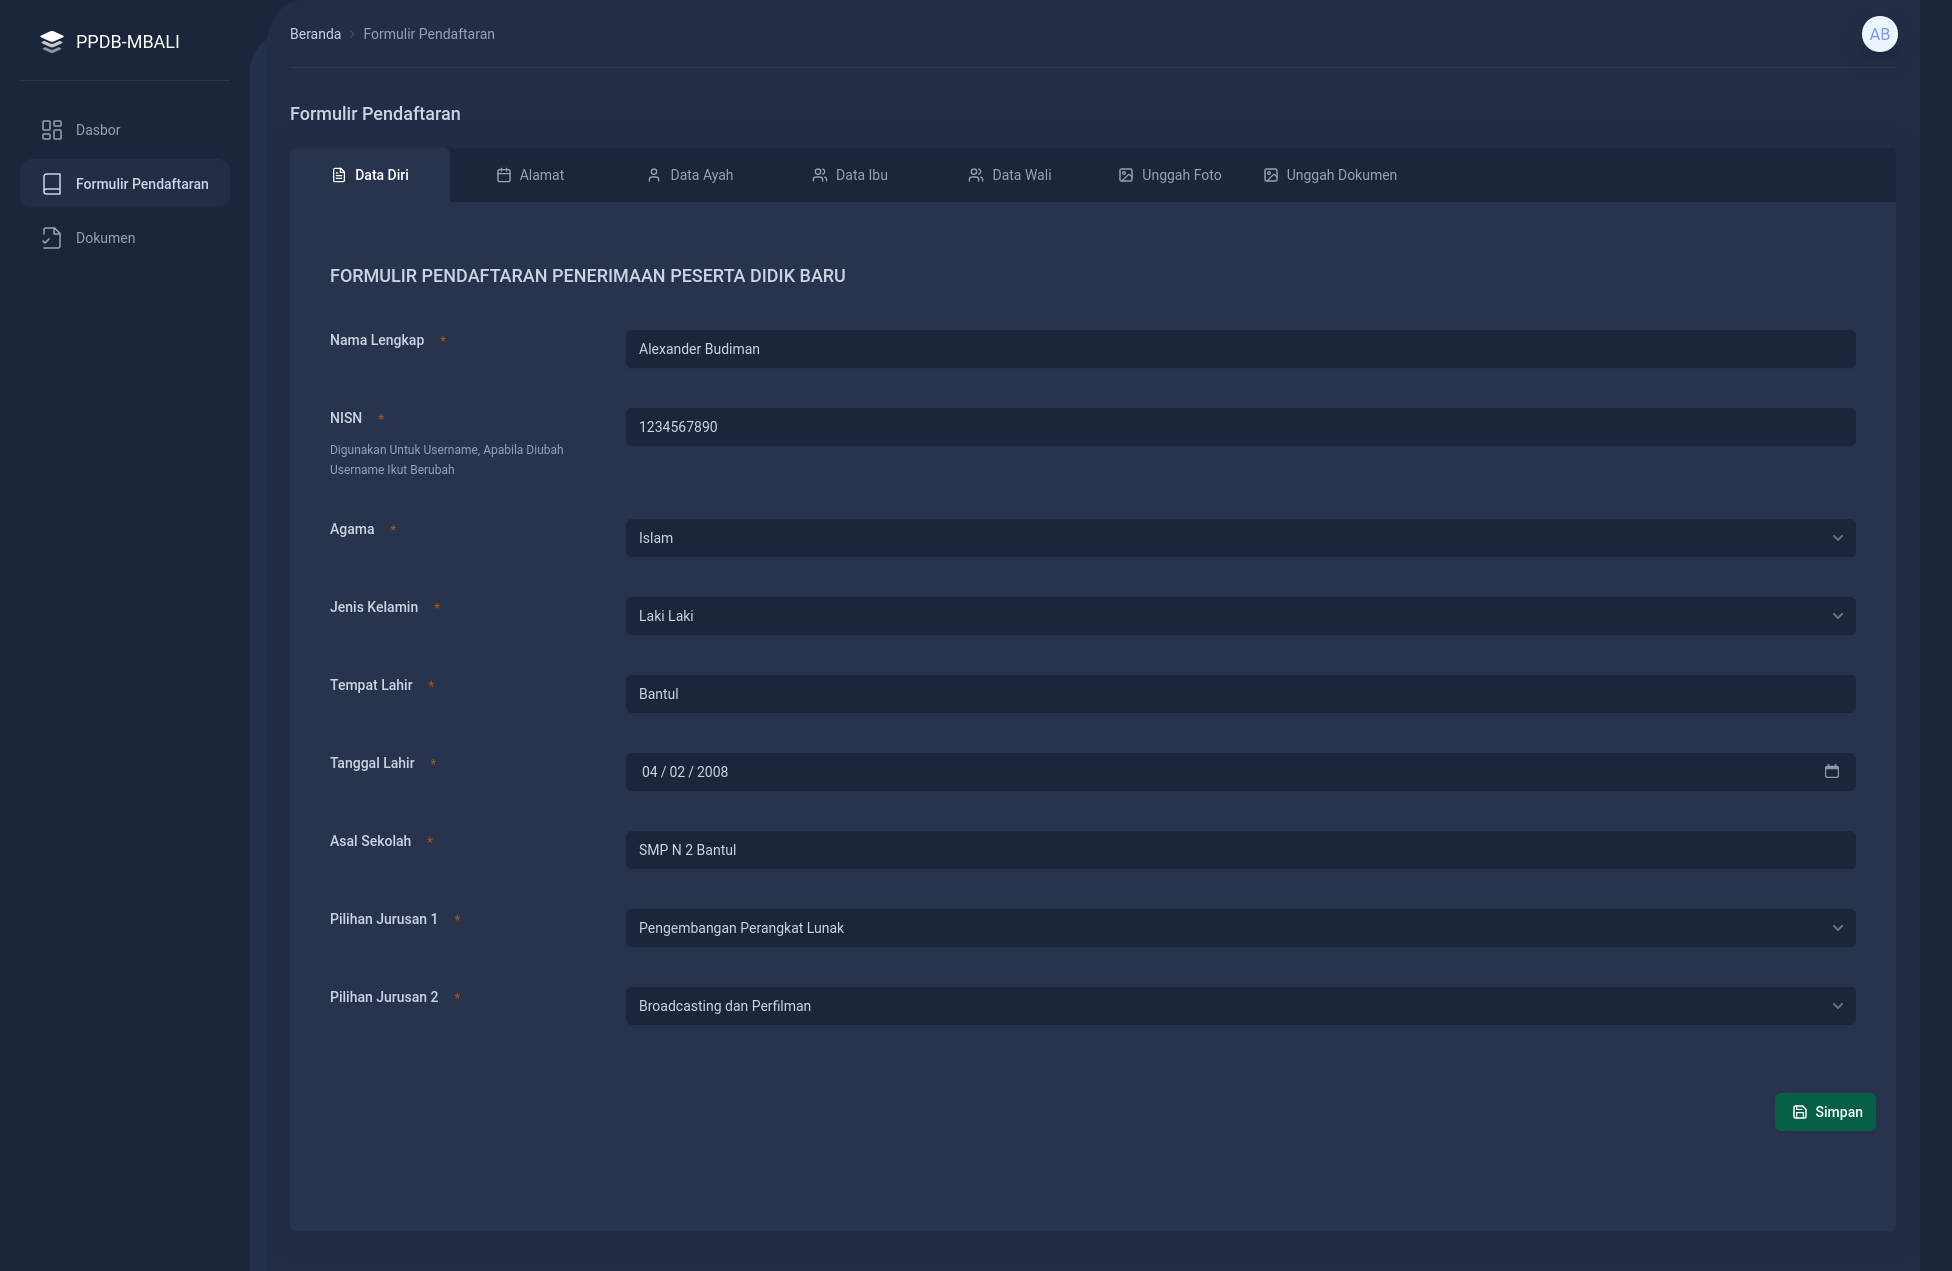 PPDB-MBALI
Dasbor
Formulir Pendaftaran
Dokumen
Beranda > Formulir Pendaftaran
AB
Formulir Pendaftaran
Data Diri
Alamat
Data Ayah
Data Ibu
Data Wali
Unggah Foto
Unggah Dokumen
FORMULIR PENDAFTARAN PENERIMAAN PESERTA DIDIK BARU
Nama Lengkap *
Alexander Budiman
NISN *
1234567890
Digunakan Untuk Username, Apabila Diubah
Username Ikut Berubah
Agama *
Islam
Jenis Kelamin *
Laki Laki
Tempat Lahir *
Bantul
Tanggal Lahir *
04 / 02 / 2008
Asal Sekolah *
SMP N 2 Bantul
Pilihan Jurusan 1 *
Pengembangan Perangkat Lunak
Pilihan Jurusan 2 *
Broadcasting dan Perfilman
Simpan